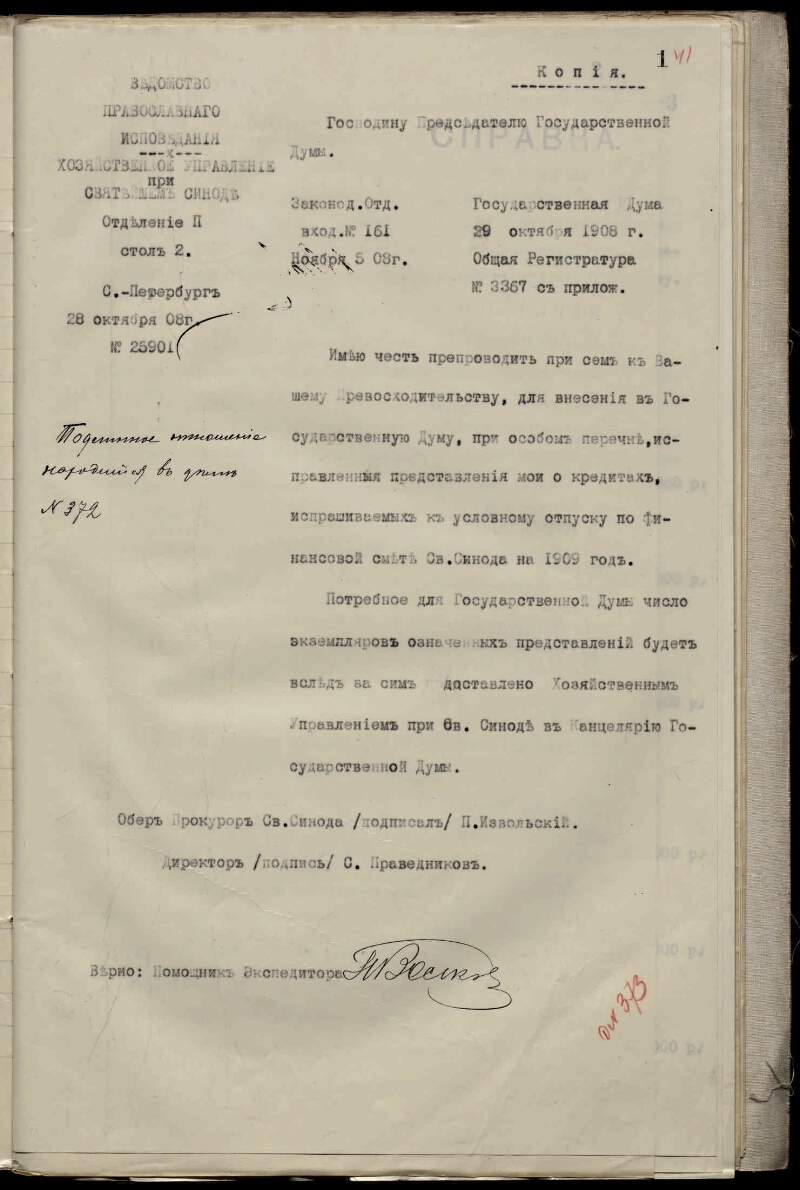 1 41
Копія.
ВѢДОМСТВО
ПРАВОСЛАВНАГО
ИСПОВѢДАНІЯ
---х---
ХОЗЯЙСТВЕННОЕ УПРАВЛЕНІЕ
при
СВЯТѢЙШЕМЪ СИНОДѢ
Отдѣленіе П
столъ 2.
С.-Петербургъ
28 октября 08г.
№ 25901
Подлинное отношеніе
находится въ дѣлѣ
N 372
Господину Предсѣдателю Государственной
Думы.
СПРАВКА.
Законод.Отд.
вход.№ 161
Ноября 5 08г.
Государственная Дума
29 октября 1908 г.
Общая Регистратура
№ 3367 съ прилож.
Имѣю честь препроводить при семъ къ Ва-
шему Превосходительству, для внесенія въ Го-
сударственную Думу, при особомъ перечнѣ,ис-
правленныя представленія мои о кредитахъ,
испрашиваемыхъ къ условному отпуску по фи-
нансовой смѣтѣ Св.Синода на 1909 годъ.
Потребное для Государственной Думы число
экземпляровъ означенныхъ представленій будетъ
вслѣдъ за симъ доставлено Хозяйственнымъ
Управленіемъ при Св. Синодѣ въ Канцелярію Го-
сударственной Думы.
Оберъ Прокуроръ Св.Синода /подписалъ/ П.Извольскій.
Директоръ /подпись/ С. Праведниковъ.
Вѣрно: Помощникъ Экспедитора
373